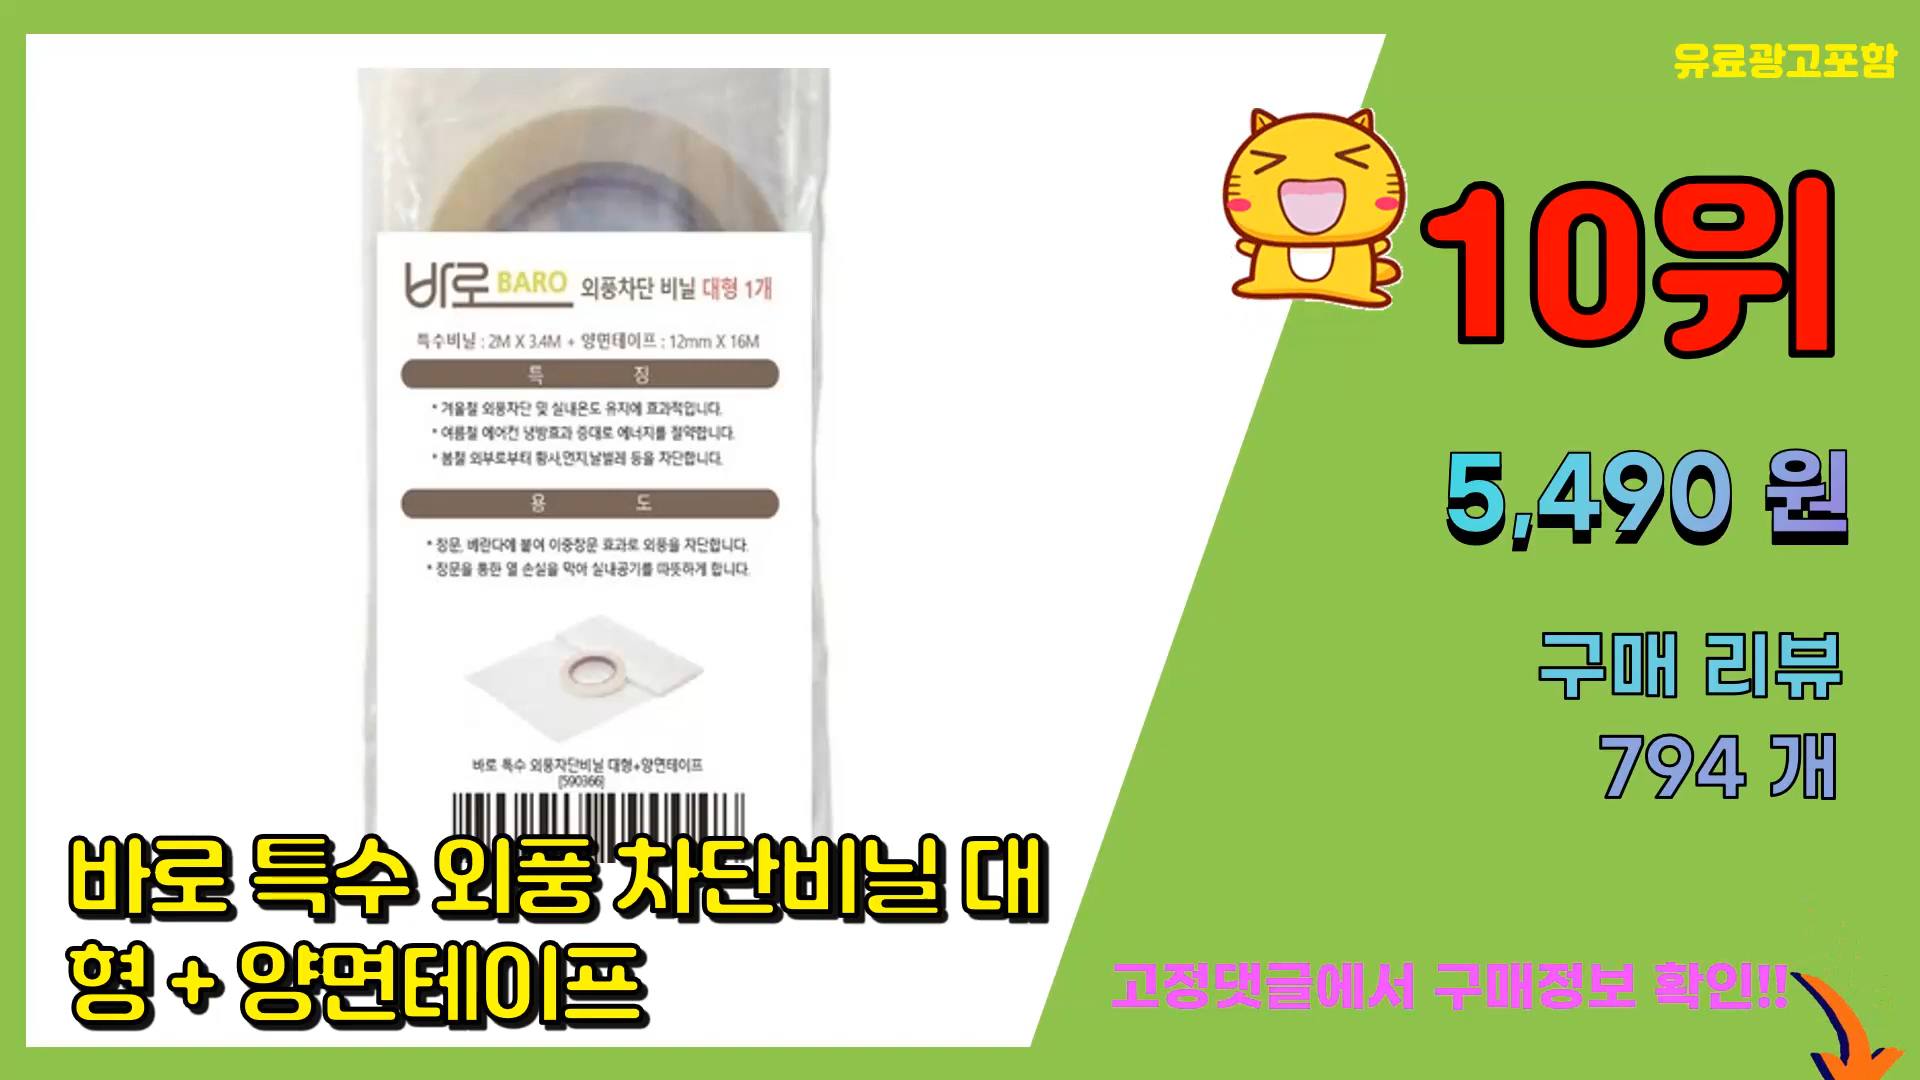 유료광고포함
10위
5,490 원
구매 리뷰
794 개
바로 BARO 외풍차단 비닐 대형 1개
특수비닐 : 2M X 3.4M + 양면테이프 : 12mm X 16M
특 징
* 겨울철 외풍차단 및 실내온도 유지에 효과적입니다.
* 여름철 에어컨 냉방효과 증대로 에너지를 절약합니다.
* 봄철 외부로부터 황사,먼지,날벌레 등을 차단합니다.
용 도
* 창문, 베란다에 붙여 이중창문 효과로 외풍을 차단합니다.
* 창문을 통한 열 손실을 막아 실내공기를 따뜻하게 합니다.
바로 특수 외풍차단비닐 대형+양면테이프
[590366]
바로 특수 외풍 차단비닐 대
형 + 양면테이프
고정댓글에서 구매정보 확인!!